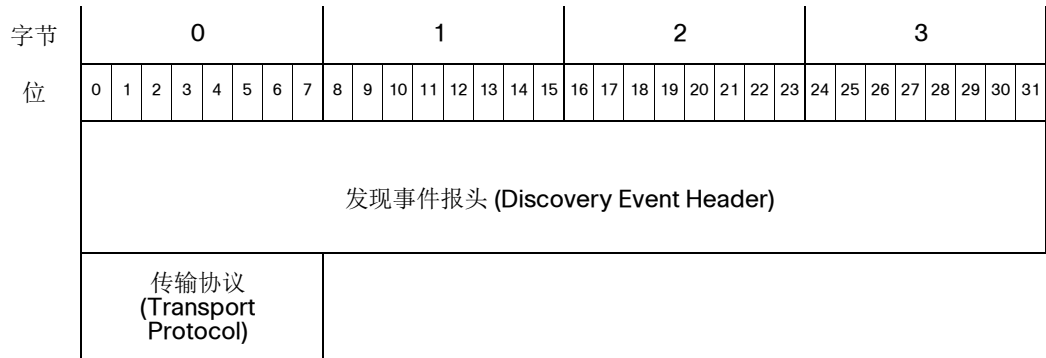 字节 0 1 2 3
位 0 1 2 3 4 5 6 7 8 9 10 11 12 13 14 15 16 17 18 19 20 21 22 23 24 25 26 27 28 29 30 31
发现事件报头 (Discovery Event Header)
传输协议
(Transport
Protocol)